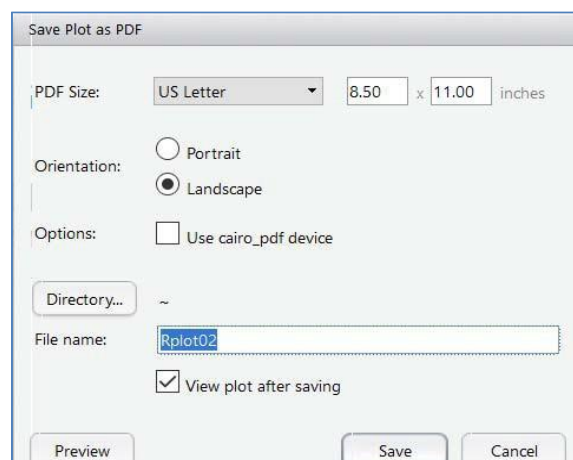 Save Plot as PDF
PDF Size: US Letter 8.50 x 11.00 inches
Orientation: Portrait
Landscape
Options: Use cairo_pdf device
Directory... ~
File name: Rplot02
View plot after saving
Preview Save Cancel